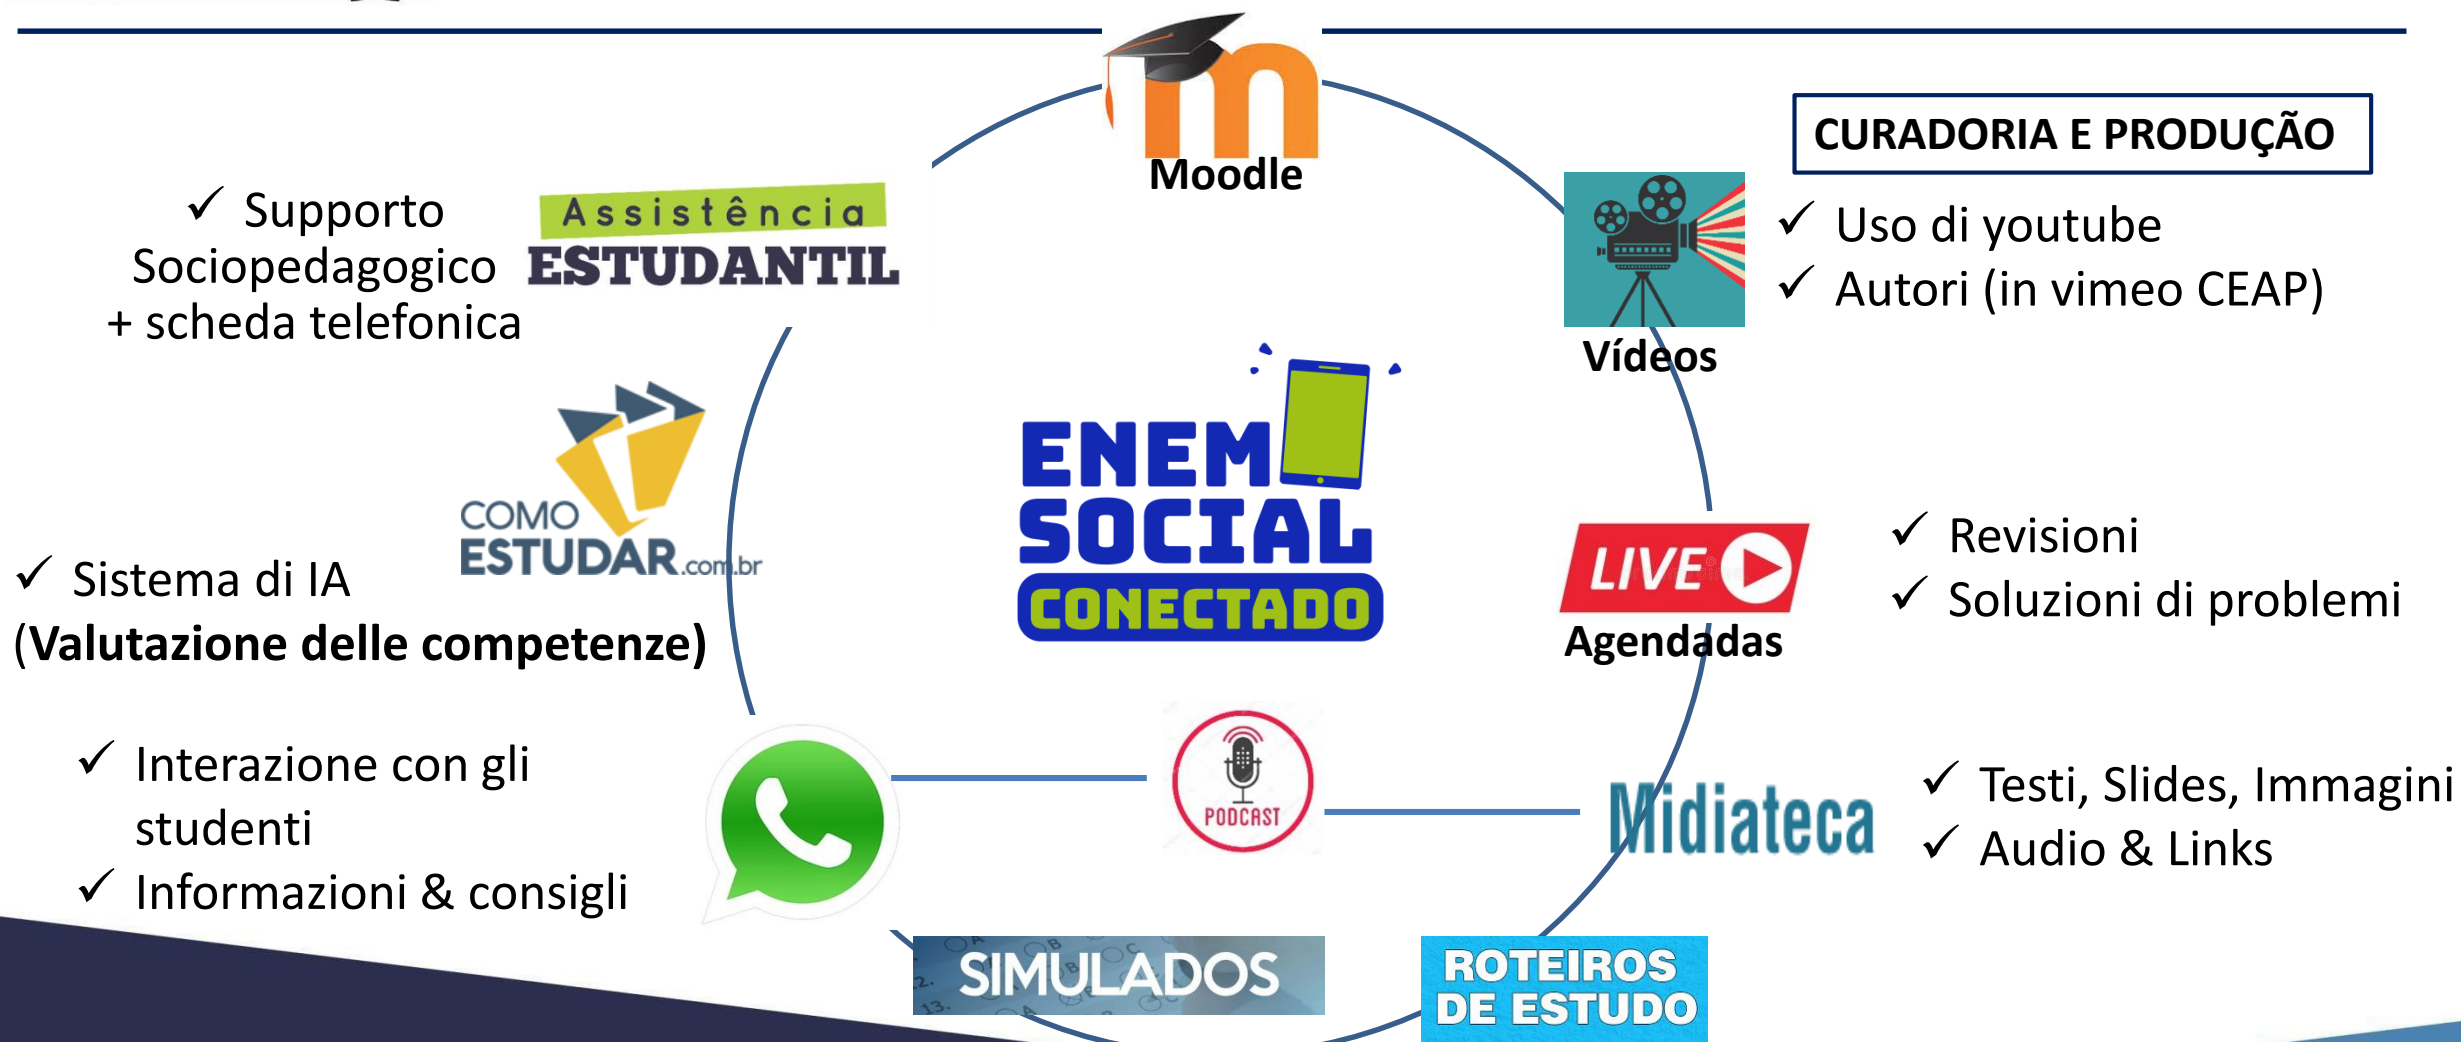 Moodle
CURADORIA E PRODUÇÃO
✓ Supporto
Sociopedagogico
+ scheda telefonica
Assistência
ESTUDANTIL
Vídeos
✓ Uso di youtube
✓ Autori (in vimeo CEAP)
COMO
ESTUDAR.com.br
✓ Sistema di IA
(Valutazione delle competenze)
ENEM
SOCIAL
CONECTADO
LIVE
Agendadas
✓ Revisioni
✓ Soluzioni di problemi
✓ Interazione con gli
studenti
✓ Informazioni & consigli
PODCAST
Midiateca
✓ Testi, Slides, Immagini
✓ Audio & Links
SIMULADOS
ROTEIROS
DE ESTUDO